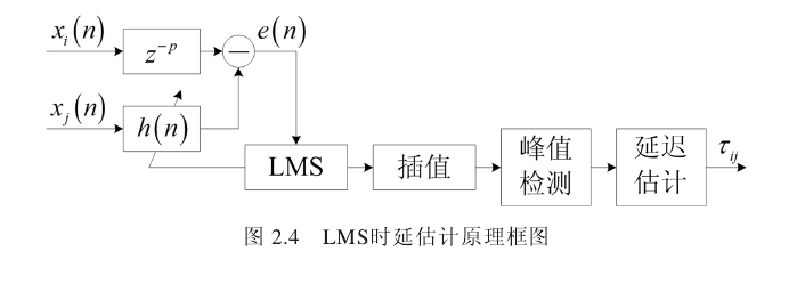 x_i(n)
z^{-p}
e(n)
x_j(n)
h(n)
LMS
插值
峰值
检测
延迟
估计
τ_{ij}
图 2.4 LMS时延估计原理框图